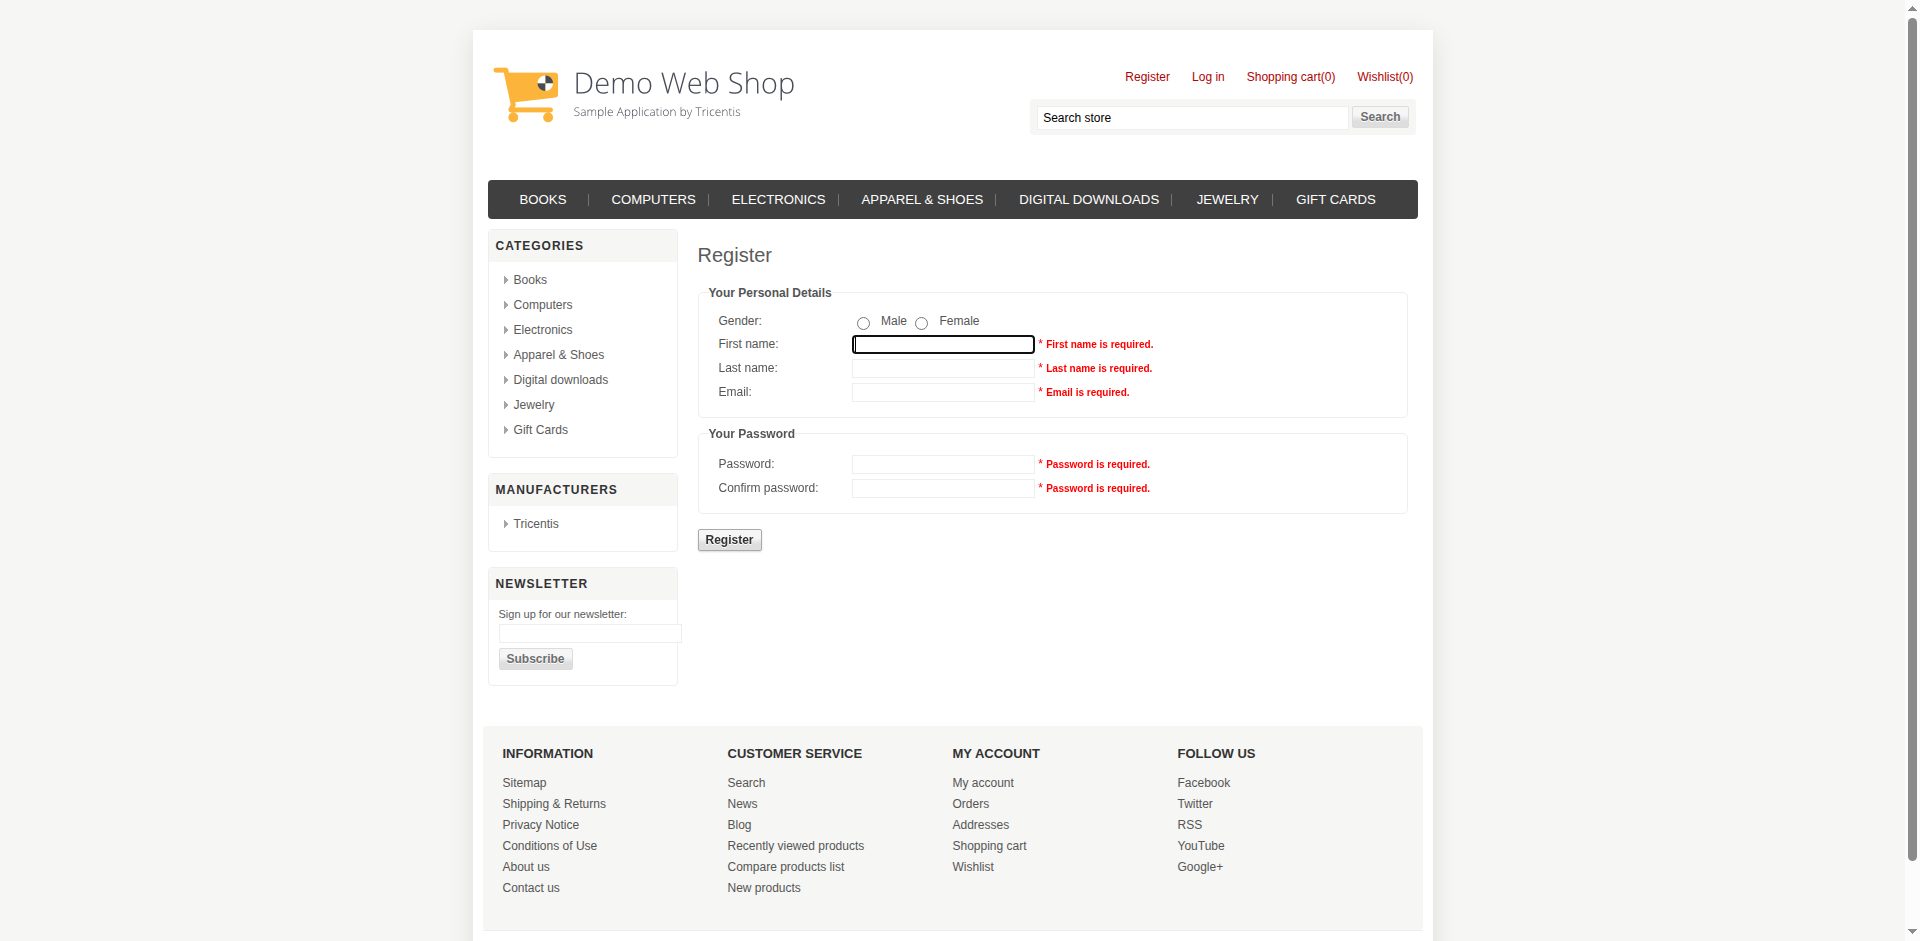 Demo Web Shop
Sample Application by Tricentis
Register Log in Shopping cart(0) Wishlist(0)
Search store Search
BOOKS COMPUTERS ELECTRONICS APPAREL & SHOES DIGITAL DOWNLOADS JEWELRY GIFT CARDS
CATEGORIES
Books
Computers
Electronics
Apparel & Shoes
Digital downloads
Jewelry
Gift Cards
MANUFACTURERS
Tricentis
NEWSLETTER
Sign up for our newsletter:
Subscribe
Register
Your Personal Details
Gender: Male Female
First name: * First name is required.
Last name: * Last name is required.
Email: * Email is required.
Your Password
Password: * Password is required.
Confirm password: * Password is required.
Register
INFORMATION
Sitemap
Shipping & Returns
Privacy Notice
Conditions of Use
About us
Contact us
CUSTOMER SERVICE
Search
News
Blog
Recently viewed products
Compare products list
New products
MY ACCOUNT
My account
Orders
Addresses
Shopping cart
Wishlist
FOLLOW US
Facebook
Twitter
RSS
YouTube
Google+